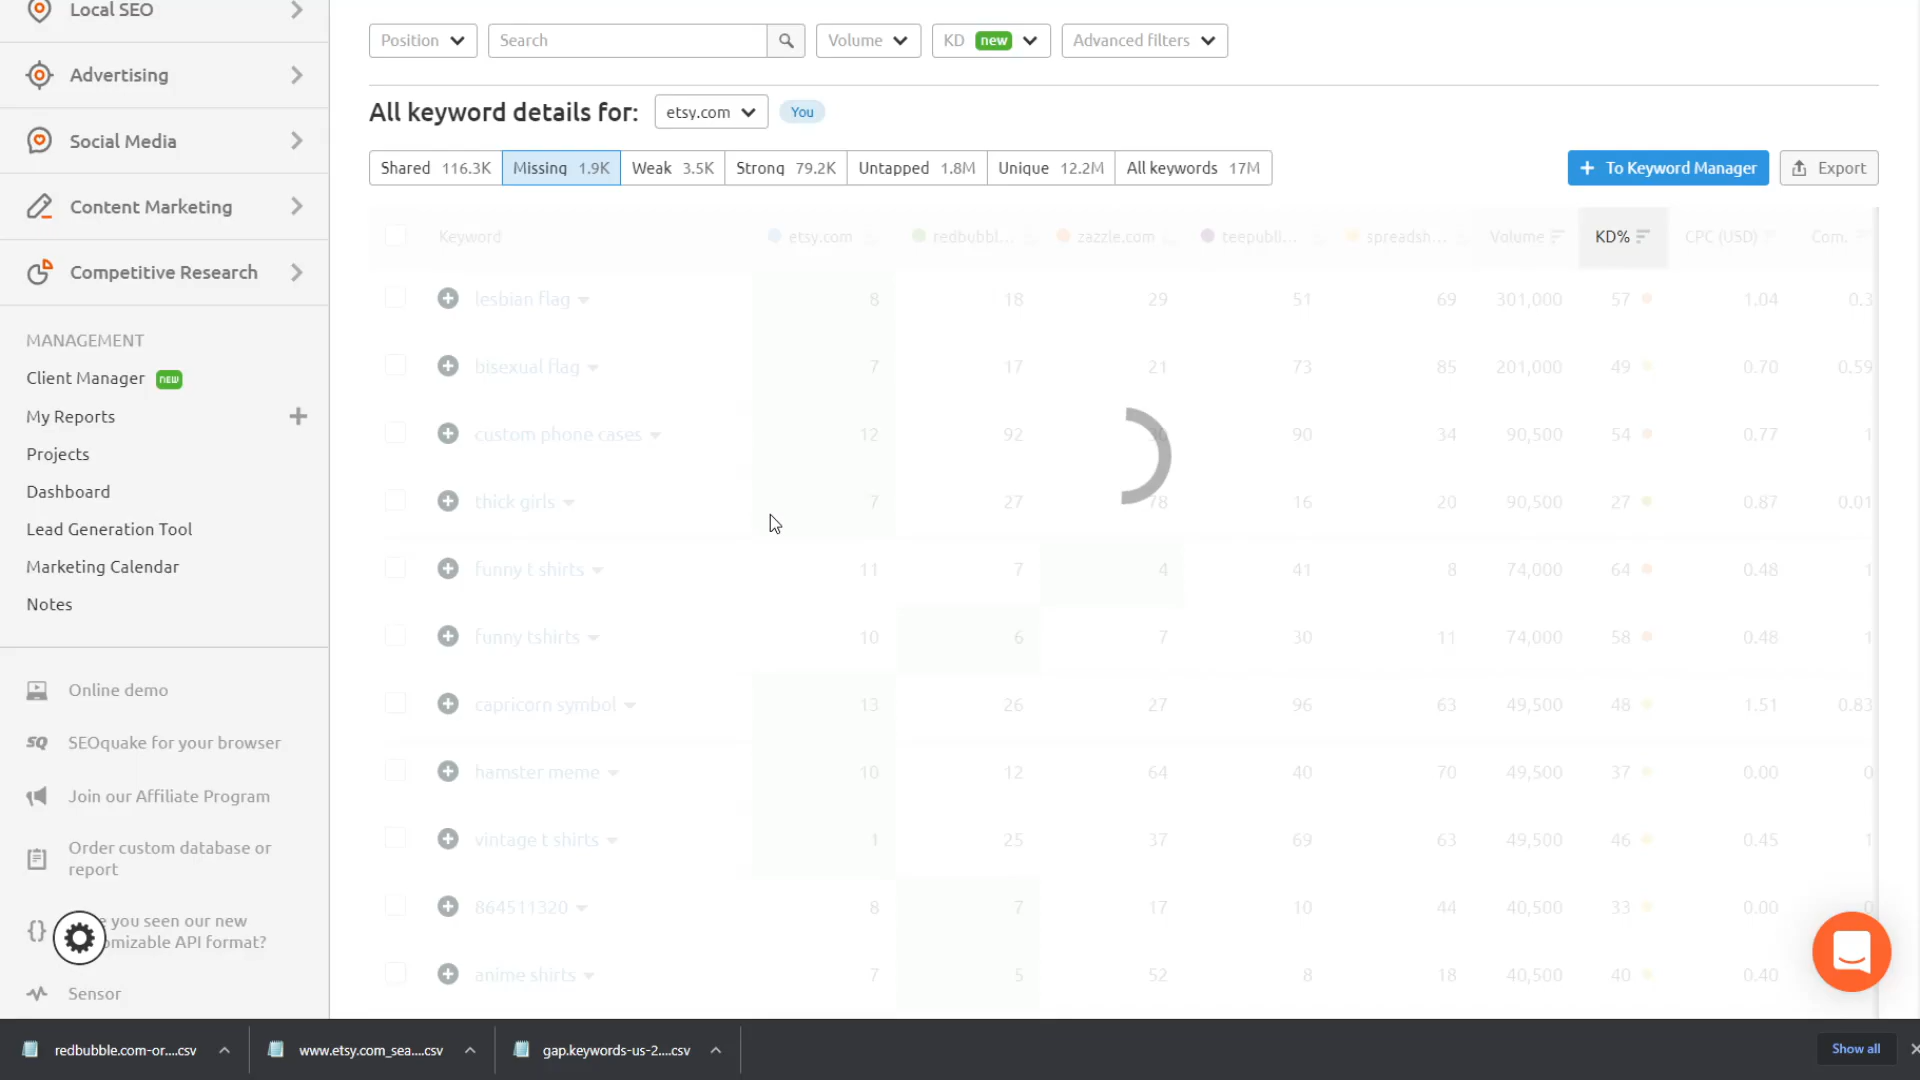 Local SEO
Advertising
Social Media
Content Marketing
Competitive Research
MANAGEMENT
Client Manager new
My Reports
Projects
Dashboard
Lead Generation Tool
Marketing Calendar
Notes
Online demo
SQ SEOquake for your browser
Join our Affiliate Program
Order custom database or
report
{} you seen our new
omizable API format?
Sensor
Position Search Volume KD new Advanced filters
All keyword details for: etsy.com You
Shared 116.3K Missing 1.9K Weak 3.5K Strong 79.2K Untapped 1.8M Unique 12.2M All keywords 17M + To Keyword Manager Export
Keyword etsy.com redbubbl... zazzle.com teepubli... spreadsh... Volume KD% CPC (USD) Com.
lesbian flag 8 18 29 51 69 301,000 57 1.04 0.3
bisexual flag 7 17 21 73 85 201,000 49 0.70 0.59
custom phone cases 12 92 90 34 90,500 54 0.77 1
thick girls 7 27 78 16 20 90,500 27 0.87 0.01
funny t shirts 11 7 4 41 8 74,000 64 0.48 1
funny tshirts 10 6 7 30 11 74,000 58 0.48 1
capricorn symbol 13 26 27 96 63 49,500 48 1.51 0.83
hamster meme 10 12 64 40 70 49,500 37 0.00 0
vintage t shirts 1 25 37 69 63 49,500 46 0.45 1
864511320 8 7 17 10 44 40,500 33 0.00 0
anime shirts 7 5 52 8 18 40,500 40 0.40
redbubble.com-or....csv www.etsy.com_sea....csv gap.keywords-us-2....csv Show all